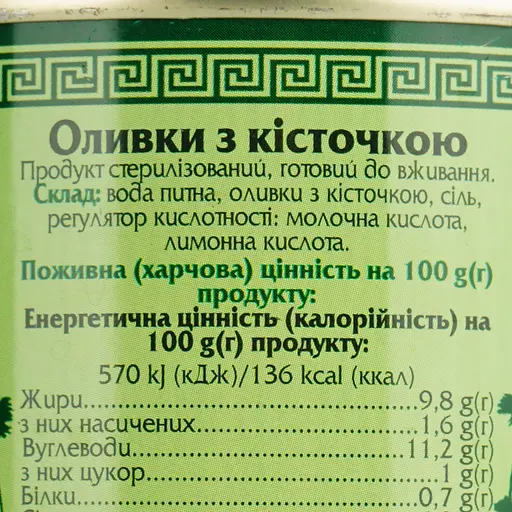 Оливки з кісточкою
Продукт стерилізований, готовий до вживання.
Склад: вода питна, оливки з кісточкою, сіль,
регулятор кислотності: молочна кислота,
лимонна кислота.
Поживна (харчова) цінність на 100 g(г)
продукту:
Енергетична цінність (калорійність) на
100 g(г) продукту:
570 kJ (кДж)/136 kcal (ккал)
Жири..............................9,8 g(г)
з них насичених....................1,6 g(г)
Вуглеводи.........................11,2 g(г)
з них цукор..........................1 g(г)
Білки..............................0,7 g(г)